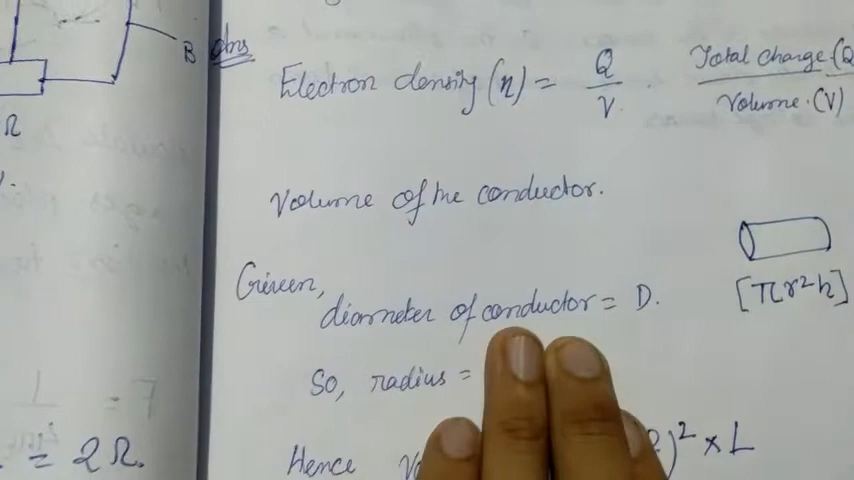 B
Ω
= 2 Ω.
ans
Electron density (n) = Q/V . Total charge.(Q / Volume.(V)
Volume of the conductor.
Given,
diameter of conductor = D.
[πr²h]
So, radius =
Hence
)² × L